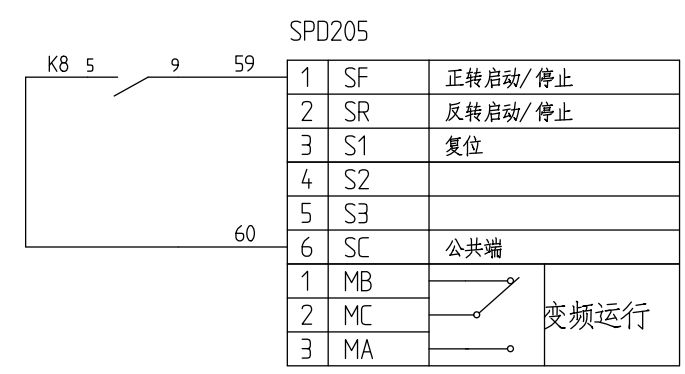 SPD205
K8 5 9 59
1 SF 正转启动/停止
2 SR 反转启动/停止
3 S1 复位
4 S2
5 S3
60
6 SC 公共端
1 MB
2 MC 变频运行
3 MA